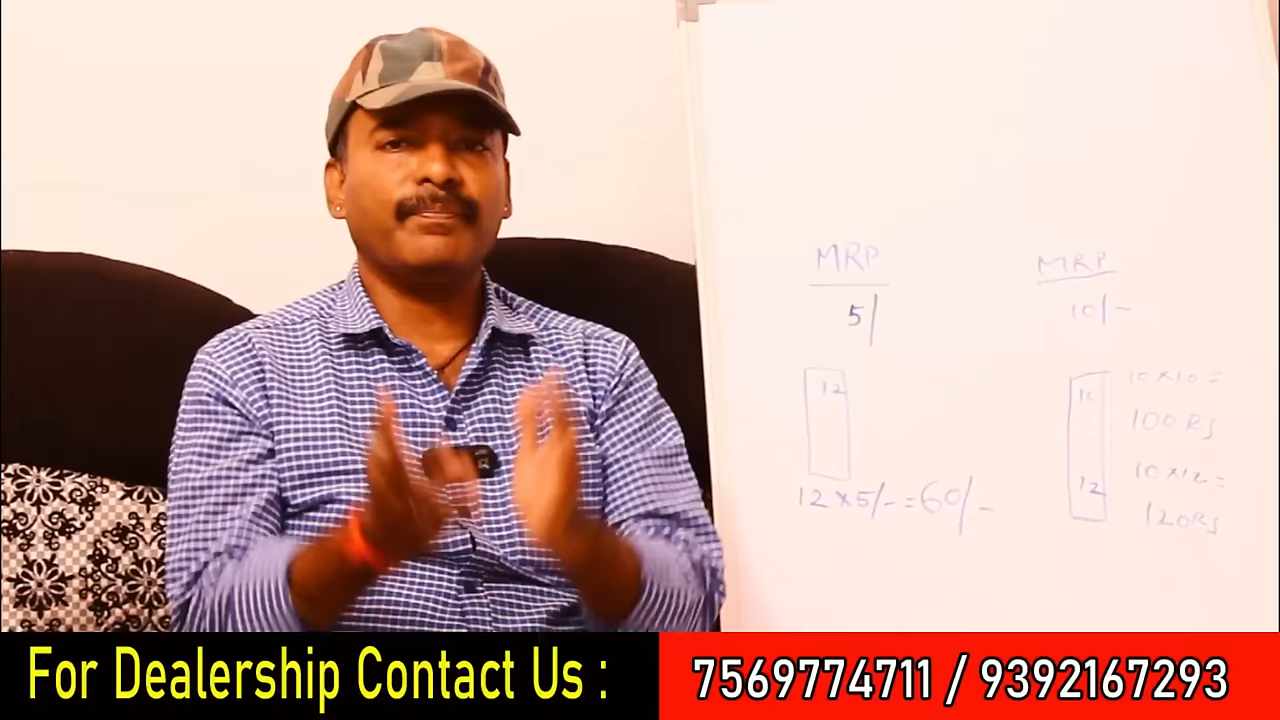 MRP
5/
12
12 x 5/- = 60/-
MRP
10/-
10
10 x 10 =
100 Rs
12
10 x 12 =
120 Rs
For Dealership Contact Us :
7569774711 / 9392167293